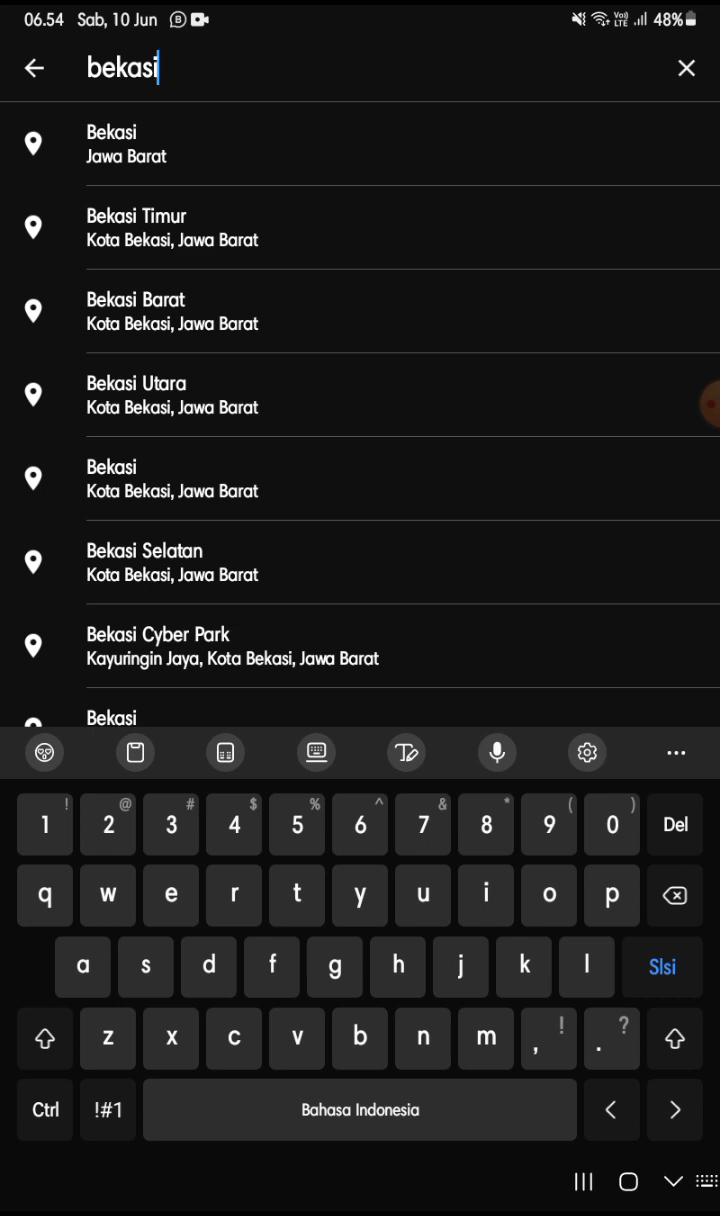 06.54 Sab, 10 Jun
Vo) LTE 48%
bekasi
Bekasi
Jawa Barat
Bekasi Timur
Kota Bekasi, Jawa Barat
Bekasi Barat
Kota Bekasi, Jawa Barat
Bekasi Utara
Kota Bekasi, Jawa Barat
Bekasi
Kota Bekasi, Jawa Barat
Bekasi Selatan
Kota Bekasi, Jawa Barat
Bekasi Cyber Park
Kayuringin Jaya, Kota Bekasi, Jawa Barat
Bekasi
! @ # $ % ^ & * ( )
1 2 3 4 5 6 7 8 9 0 Del
q w e r t y u i o p
a s d f g h j k l Slsi
z x c v b n m , ! . ?
Ctrl !#1 Bahasa Indonesia < >